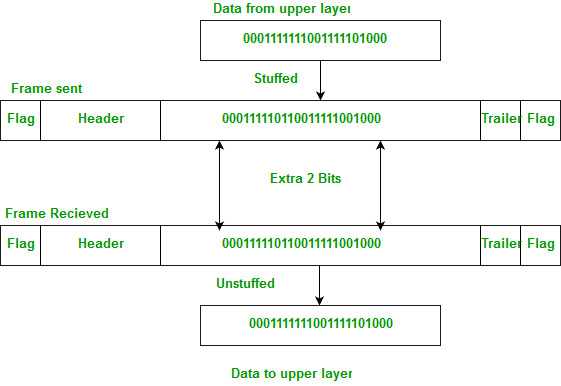 Data from upper layer
0001111111001111101000
Stuffed
Frame sent
Flag Header 000111110110011111001000 Trailer Flag
Extra 2 Bits
Frame Recieved
Flag Header 000111110110011111001000 Trailer Flag
Unstuffed
0001111111001111101000
Data to upper layer